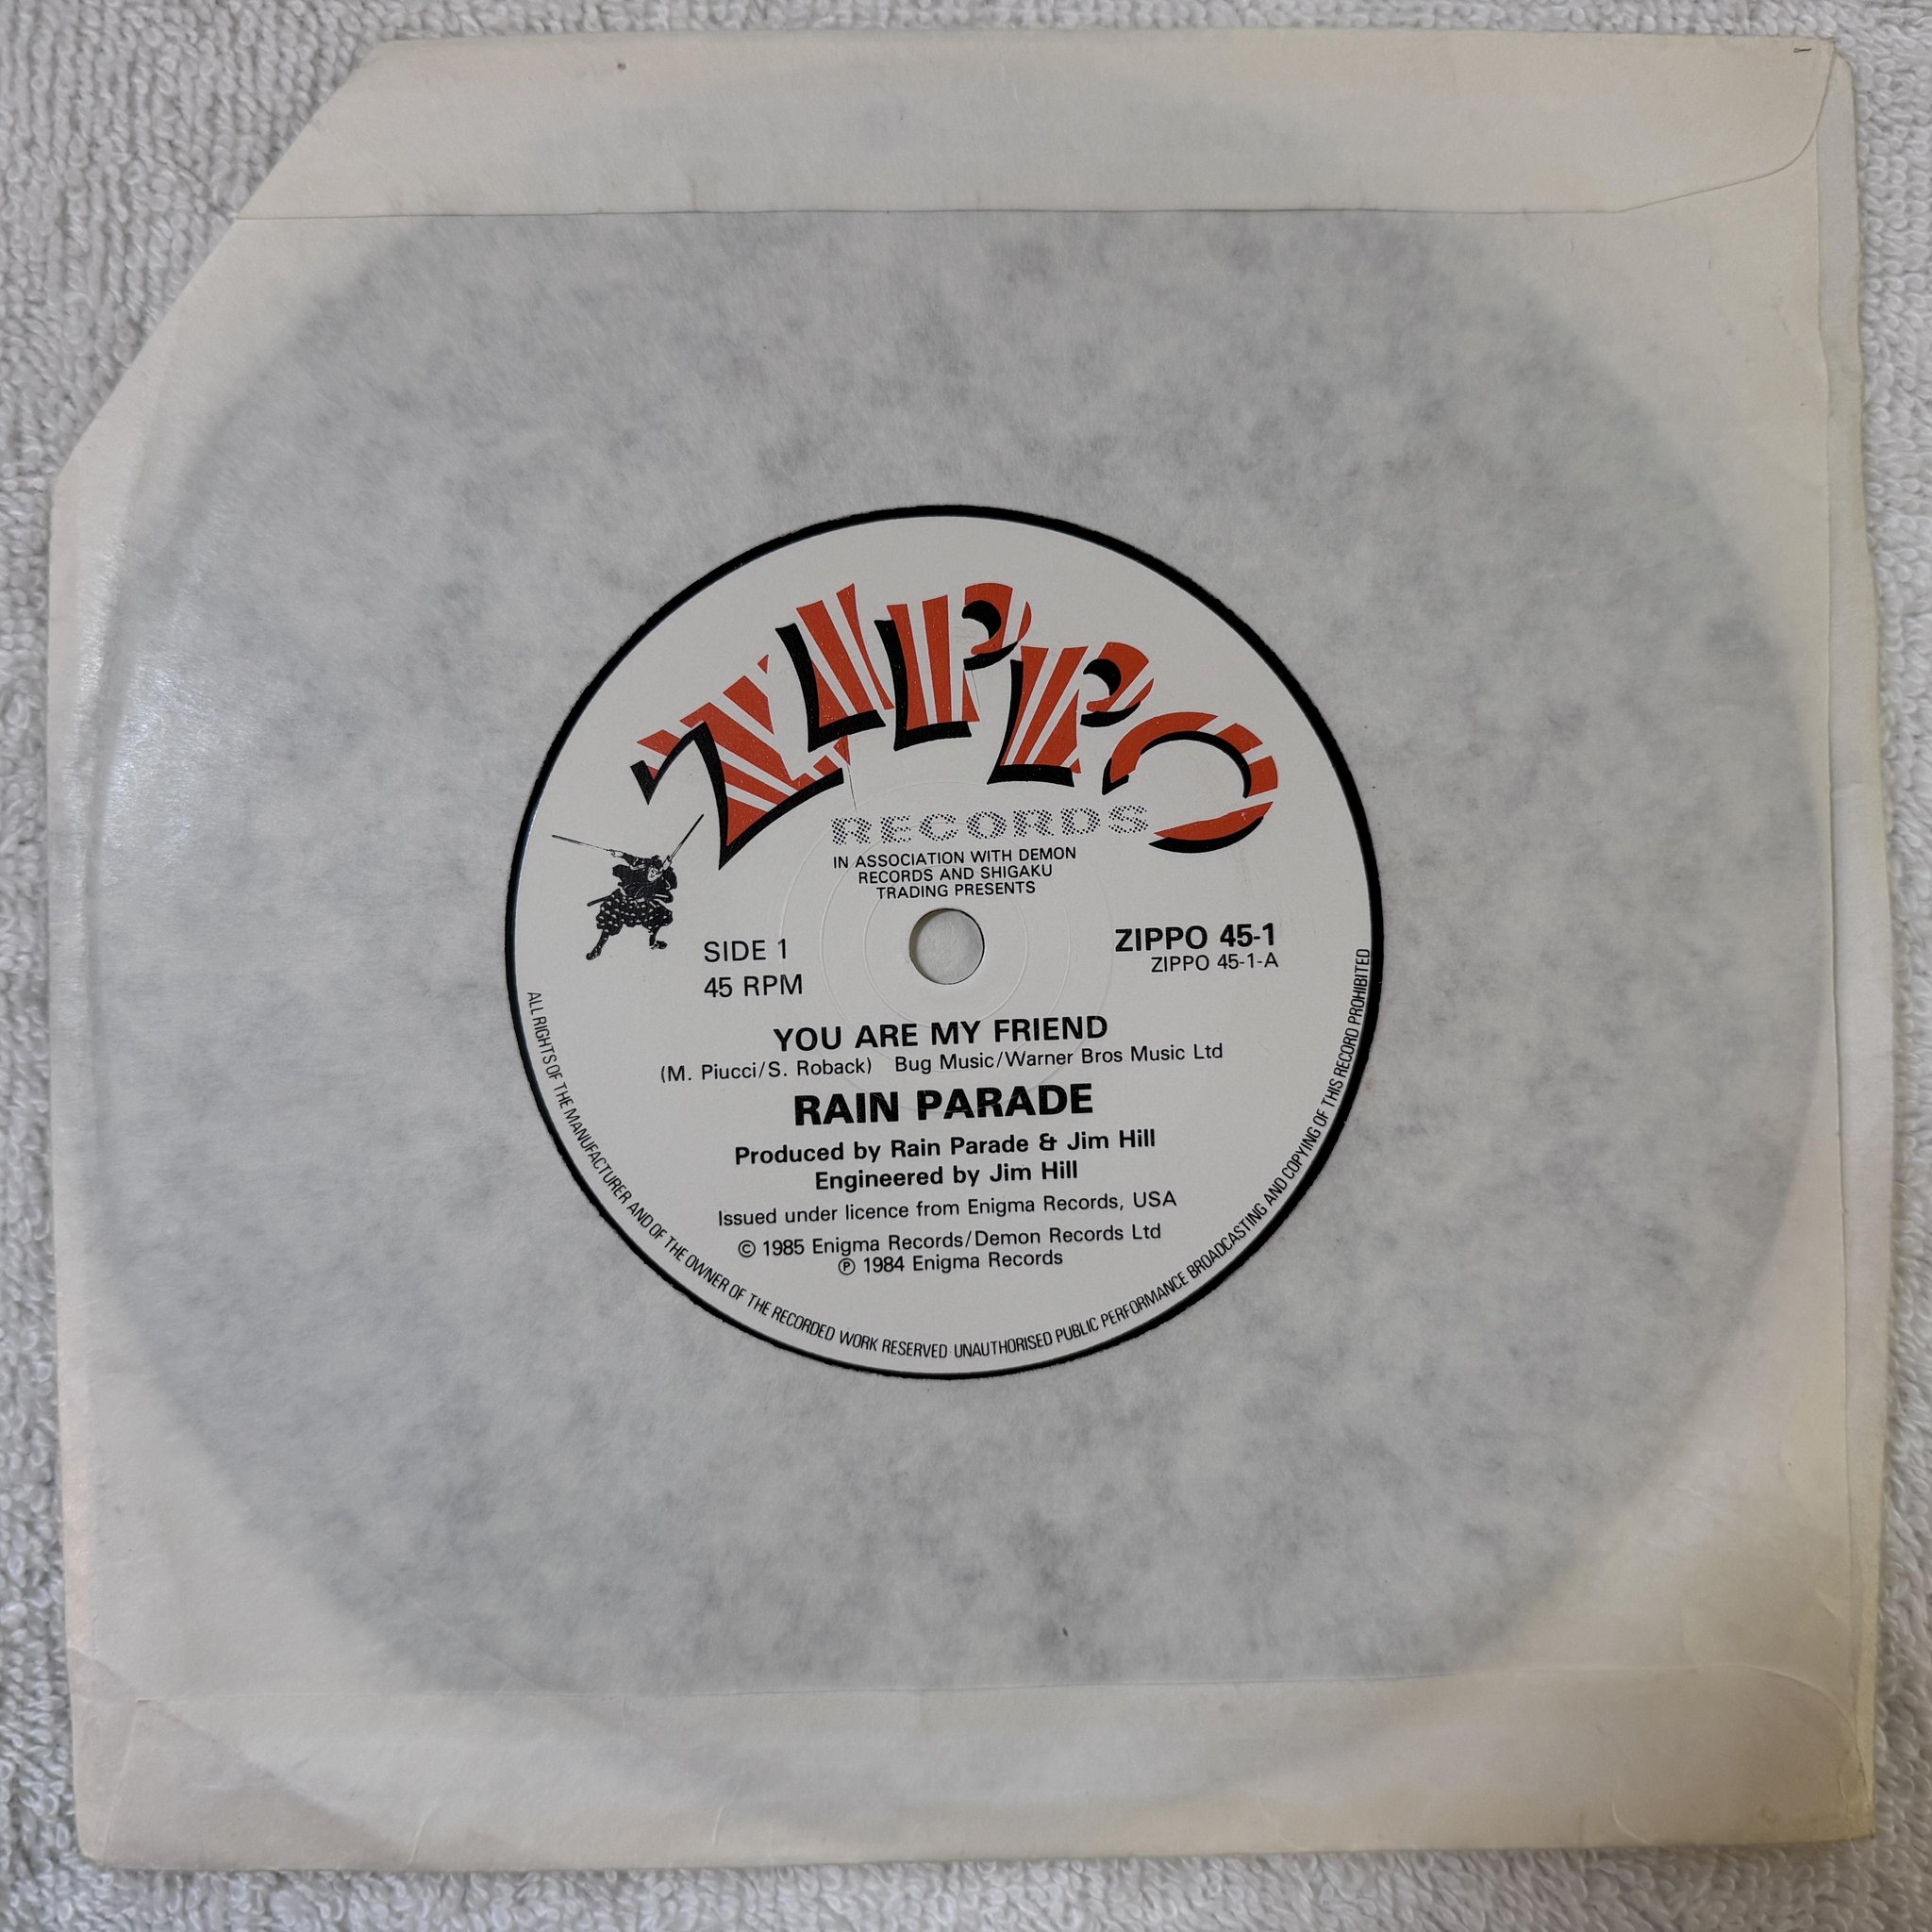 ZIPPO
RECORDS
IN ASSOCIATION WITH DEMON
RECORDS AND SHIGAKU
TRADING PRESENTS
SIDE 1
45 RPM
ZIPPO 45-1
ZIPPO 45-1-A
YOU ARE MY FRIEND
(M. Piucci/S. Roback) Bug Music/Warner Bros Music Ltd
RAIN PARADE
Produced by Rain Parade & Jim Hill
Engineered by Jim Hill
Issued under licence from Enigma Records, USA
© 1985 Enigma Records/Demon Records Ltd
℗ 1984 Enigma Records
ALL RIGHTS OF THE MANUFACTURER AND OF THE OWNER OF THE RECORDED WORK RESERVED UNAUTHORISED PUBLIC PERFORMANCE BROADCASTING AND COPYING OF THIS RECORD PROHIBITED